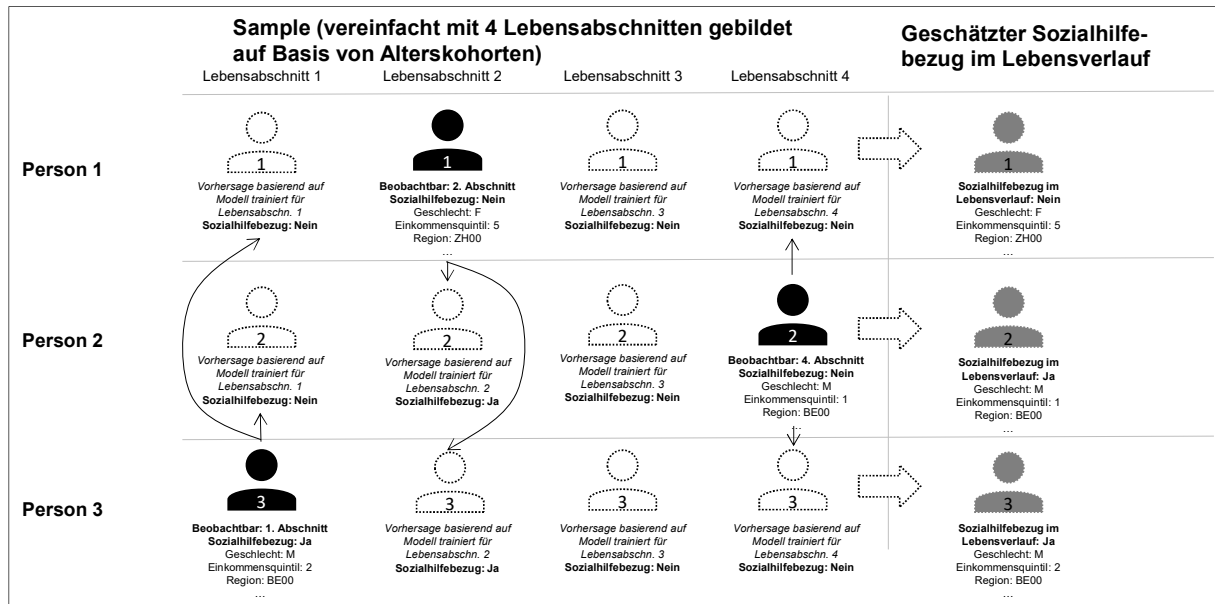 Sample (vereinfacht mit 4 Lebensabschnitten gebildet
auf Basis von Alterskohorten)
Geschätzter Sozialhilfe-
bezug im Lebensverlauf
Lebensabschnitt 1
Lebensabschnitt 2
Lebensabschnitt 3
Lebensabschnitt 4
Person 1
1
Vorhersage basierend auf
Modell trainiert für
Lebensabschn. 1
Sozialhilfebezug: Nein
1
Beobachtbar: 2. Abschnitt
Sozialhilfebezug: Nein
Geschlecht: F
Einkommensquintil: 5
Region: ZH00
...
1
Vorhersage basierend auf
Modell trainiert für
Lebensabschn. 3
Sozialhilfebezug: Nein
1
Vorhersage basierend auf
Modell trainiert für
Lebensabschn. 4
Sozialhilfebezug: Nein
1
Sozialhilfebezug im
Lebensverlauf: Nein
Geschlecht: F
Einkommensquintil: 5
Region: ZH00
...
Person 2
2
Vorhersage basierend auf
Modell trainiert für
Lebensabschn. 1
Sozialhilfebezug: Nein
2
Vorhersage basierend auf
Modell trainiert für
Lebensabschn. 2
Sozialhilfebezug: Ja
2
Vorhersage basierend auf
Modell trainiert für
Lebensabschn. 3
Sozialhilfebezug: Nein
2
Beobachtbar: 4. Abschnitt
Sozialhilfebezug: Nein
Geschlecht: M
Einkommensquintil: 1
Region: BE00
...
2
Sozialhilfebezug im
Lebensverlauf: Ja
Geschlecht: M
Einkommensquintil: 1
Region: BE00
...
Person 3
3
Beobachtbar: 1. Abschnitt
Sozialhilfebezug: Ja
Geschlecht: M
Einkommensquintil: 2
Region: BE00
...
3
Vorhersage basierend auf
Modell trainiert für
Lebensabschn. 2
Sozialhilfebezug: Ja
3
Vorhersage basierend auf
Modell trainiert für
Lebensabschn. 3
Sozialhilfebezug: Nein
3
Vorhersage basierend auf
Modell trainiert für
Lebensabschn. 4
Sozialhilfebezug: Nein
3
Sozialhilfebezug im
Lebensverlauf: Ja
Geschlecht: M
Einkommensquintil: 2
Region: BE00
...